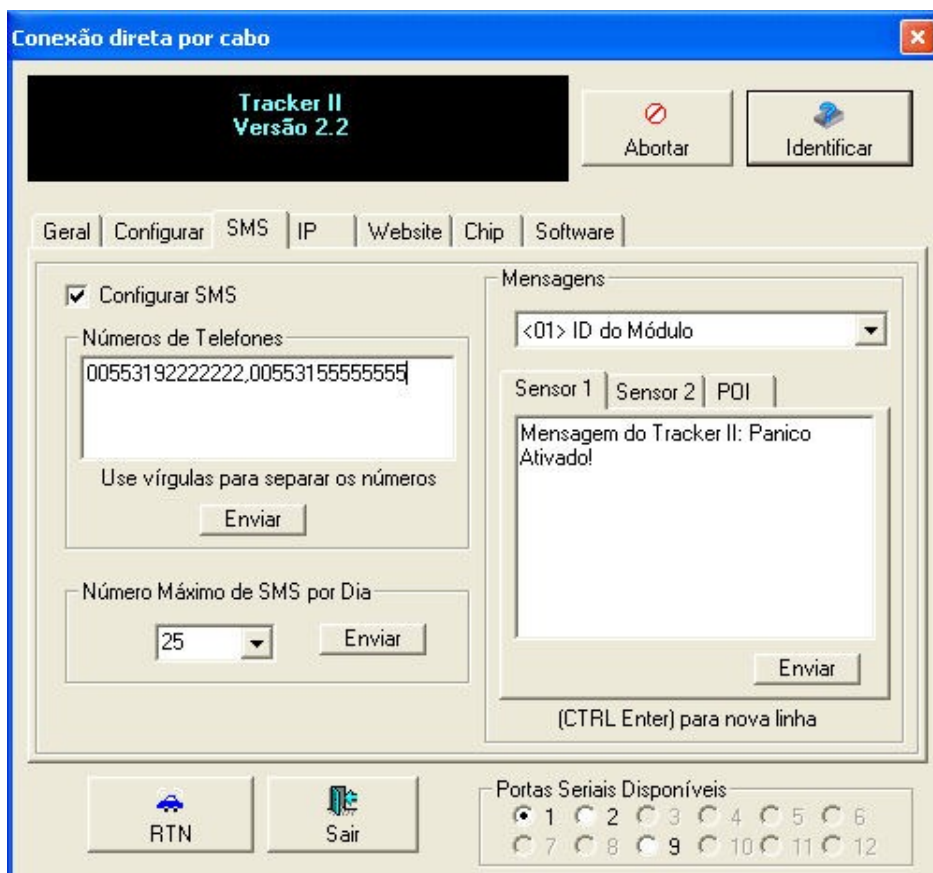 Conexão direta por cabo
Tracker II
Versão 2.2
Abortar
Identificar
Geral
Configurar
SMS
IP
Website
Chip
Software
Configurar SMS
Números de Telefones
00553192222222,00553155555555
Use vírgulas para separar os números
Enviar
Número Máximo de SMS por Dia
25
Enviar
Mensagens
<01> ID do Módulo
Sensor 1
Sensor 2
POI
Mensagem do Tracker II: Panico
Ativado!
Enviar
(CTRL Enter) para nova linha
RTN
Sair
Portas Seriais Disponíveis
1 2 3 4 5 6
7 8 9 10 11 12